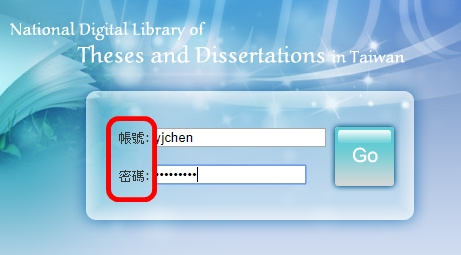 National Digital Library of
Theses and Dissertations in Taiwan
帳號: yjchen
密碼: •••••••••
Go